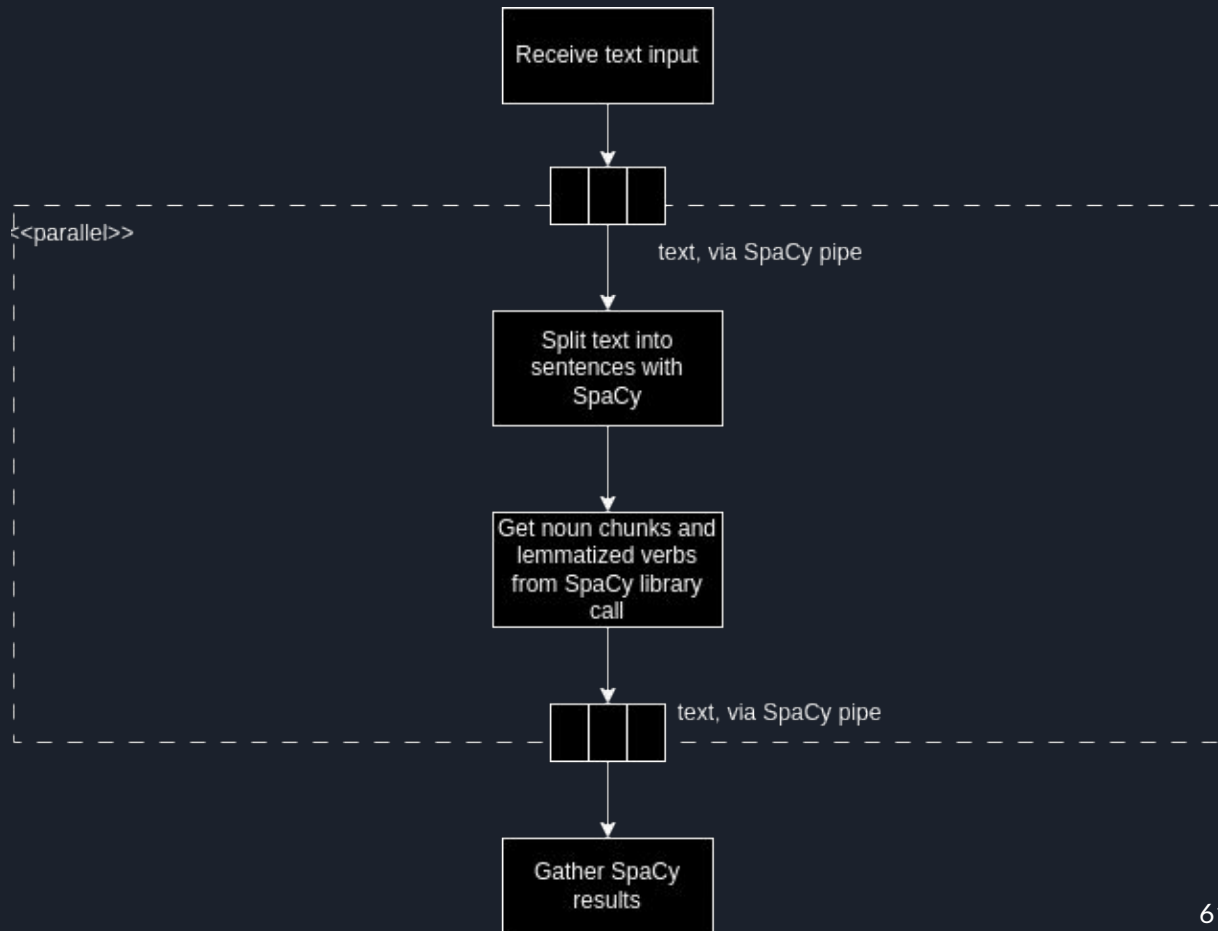 Receive text input
<<parallel>>
text, via SpaCy pipe
Split text into
sentences with
SpaCy
Get noun chunks and
lemmatized verbs
from SpaCy library
call
text, via SpaCy pipe
Gather SpaCy
results